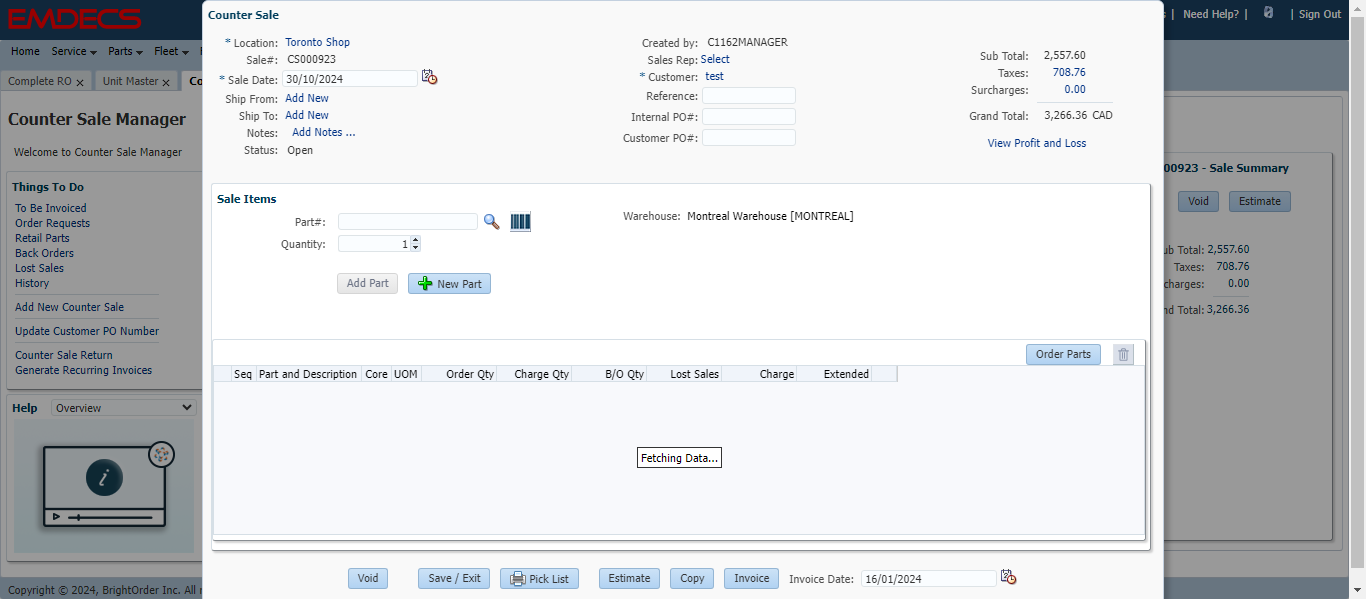 EMDECS
Need Help? |
| Sign Out
Home Service Parts Fleet
Complete RO x
Unit Master x
Co
Counter Sale Manager
Welcome to Counter Sale Manager
Things To Do
To Be Invoiced
Order Requests
Retail Parts
Back Orders
Lost Sales
History
Add New Counter Sale
Update Customer PO Number
Counter Sale Return
Generate Recurring Invoices
Help Overview
Copyright © 2024, BrightOrder Inc. All r
Counter Sale
* Location: Toronto Shop
Sale#: CS000923
* Sale Date: 30/10/2024
Ship From: Add New
Ship To: Add New
Notes: Add Notes ...
Status: Open
Created by: C1162MANAGER
Sales Rep: Select
* Customer: test
Reference:
Internal PO#:
Customer PO#:
Sub Total: 2,557.60
Taxes: 708.76
Surcharges: 0.00
Grand Total: 3,266.36 CAD
View Profit and Loss
Sale Items
Part#:
Quantity: 1
Warehouse: Montreal Warehouse [MONTREAL]
Add Part New Part
Order Parts
Seq Part and Description Core UOM Order Qty Charge Qty B/O Qty Lost Sales Charge Extended
Fetching Data...
Void Save / Exit Pick List Estimate Copy Invoice Invoice Date: 16/01/2024
00923 - Sale Summary
Void Estimate
ub Total: 2,557.60
Taxes: 708.76
charges: 0.00
nd Total: 3,266.36